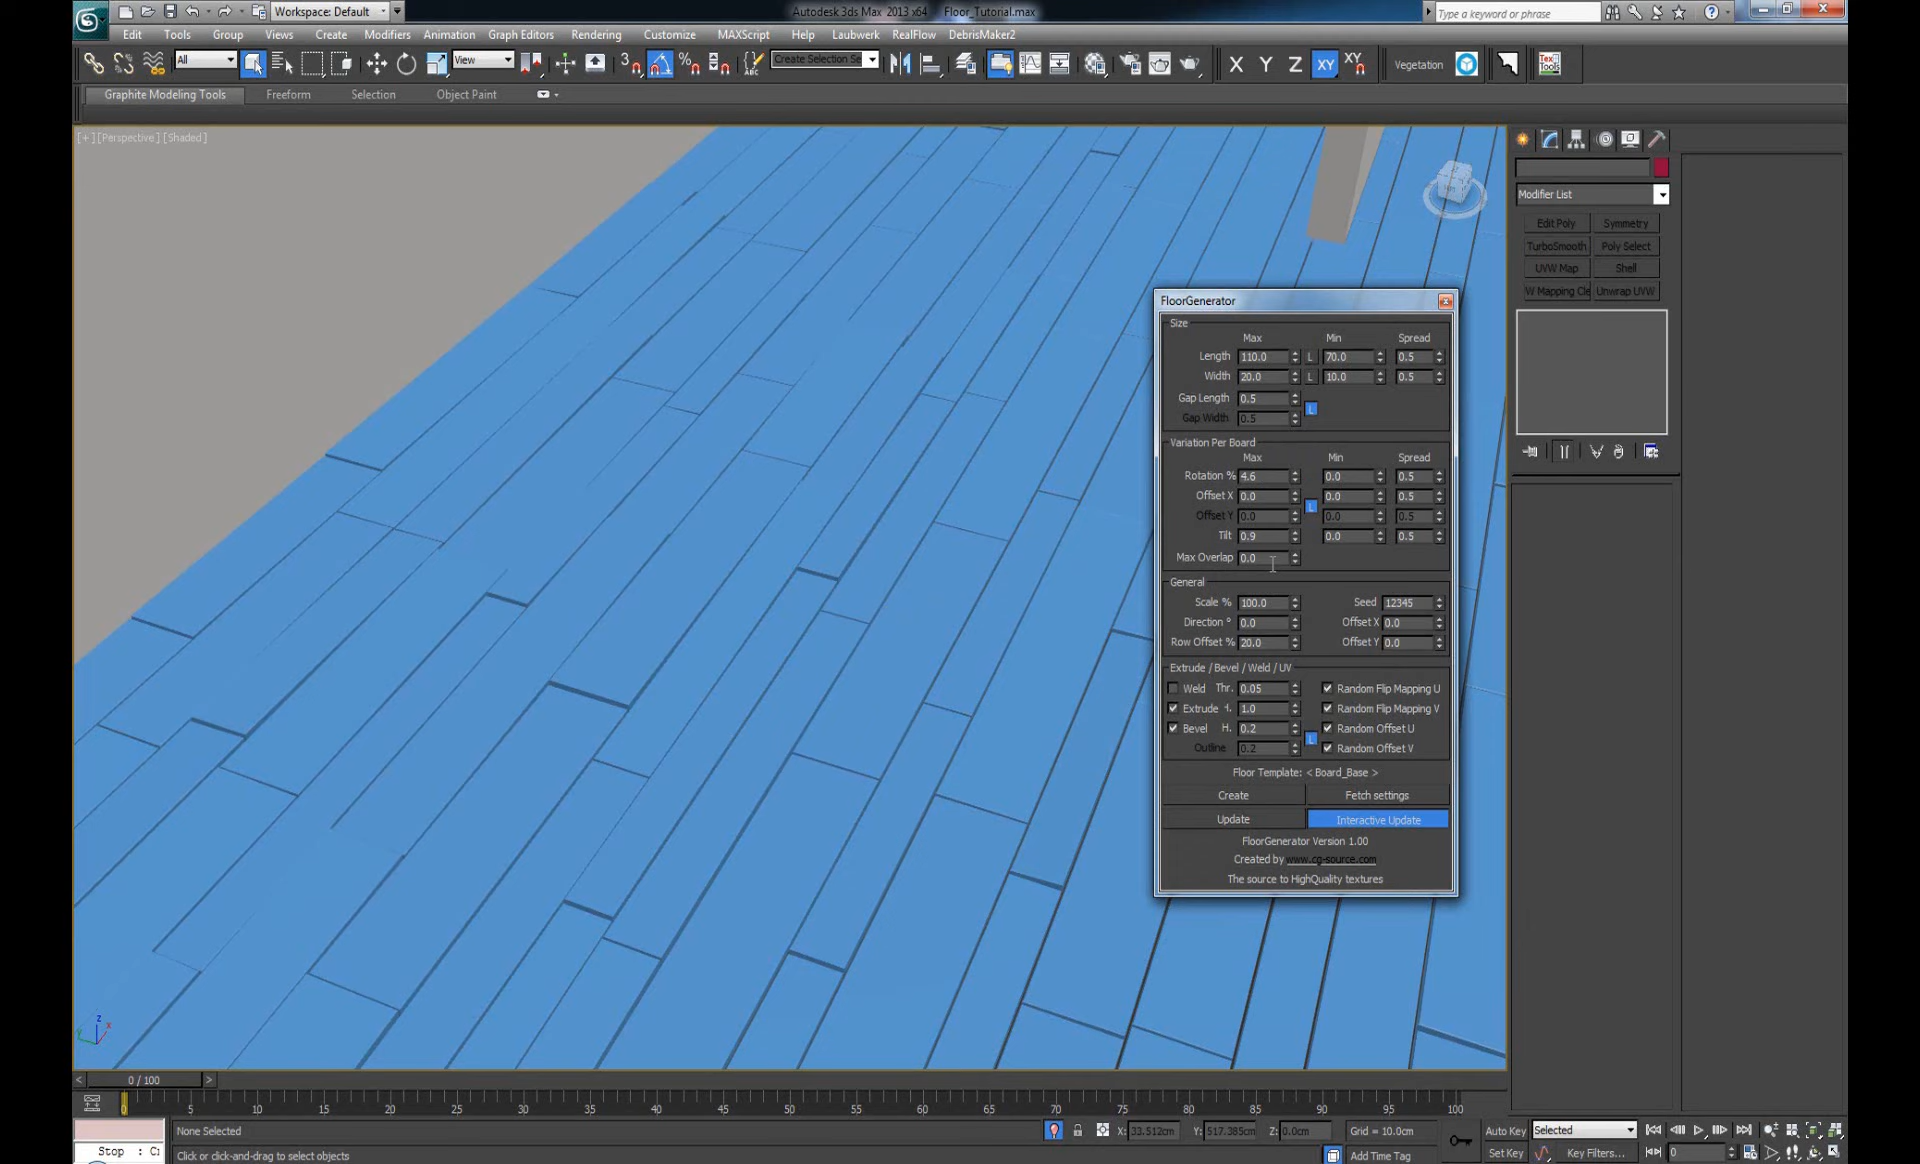 Workspace: Default
Autodesk 3ds Max 2013 x64 Floor_Tutorial.max
Type a keyword or phrase
Edit Tools Group Views Create Modifiers Animation Graph Editors Rendering Customize MAXScript Help Laubwerk RealFlow DebrisMaker2
All View Create Selection Se X Y Z XY XY Vegetation Tex Tools
Graphite Modeling Tools Freeform Selection Object Paint
[+][Perspective][Shaded]
Modifier List
Edit Poly Symmetry
TurboSmooth Poly Select
UVW Map Shell
W Mapping Cle Unwrap UVW
FloorGenerator
Size
Max Min Spread
Length 110.0 L 70.0 0.5
Width 20.0 L 10.0 0.5
Gap Length 0.5
L
Gap Width 0.5
Variation Per Board
Max Min Spread
Rotation % 4.6 0.0 0.5
Offset X 0.0 0.0 0.5
L
Offset Y 0.0 0.0 0.5
Tilt 0.9 0.0 0.5
Max Overlap 0.0
General
Scale % 100.0 Seed 12345
Direction ° 0.0 Offset X 0.0
Row Offset % 20.0 Offset Y 0.0
Extrude / Bevel / Weld / UV
Weld Thr. 0.05 Random Flip Mapping U
Extrude H. 1.0 Random Flip Mapping V
Bevel H. 0.2 Random Offset U
L
Outline 0.2 Random Offset V
Floor Template: < Board_Base >
Create Fetch settings
Update Interactive Update
FloorGenerator Version 1.00
Created by www.cg-source.com
The source to HighQuality textures
z
x
y
< 0 / 100 >
0 5 10 15 20 25 30 35 40 45 50 55 60 65 70 75 80 85 90 95 100
None Selected X: 33.512cm Y: 517.385cm Z: 0.0cm Grid = 10.0cm Auto Key Selected
Stop Click or click-and-drag to select objects Add Time Tag Set Key Key Filters... 0